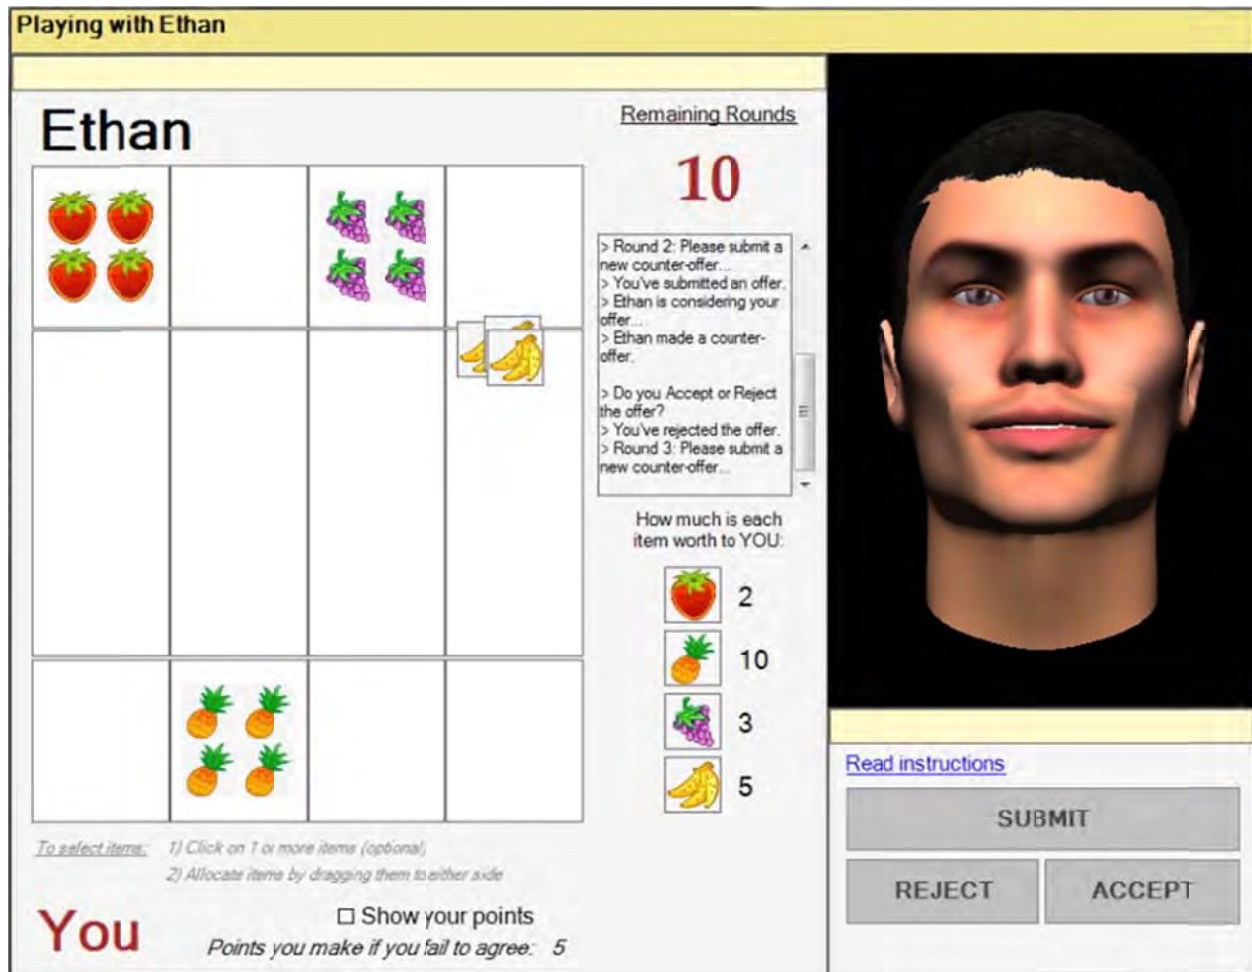 Playing with Ethan
Ethan
Remaining Rounds
10
> Round 2: Please submit a
new counter-offer...
> You've submitted an offer.
> Ethan is considering your
offer...
> Ethan made a counter-
offer.
> Do you Accept or Reject
the offer?
> You've rejected the offer.
> Round 3: Please submit a
new counter-offer...
How much is each
item worth to YOU:
2
10
3
5
To select items: 1) Click on 1 or more items (optional)
2) Allocate items by dragging them to either side
You
Show your points
Points you make if you fail to agree: 5
Read instructions
SUBMIT
REJECT ACCEPT